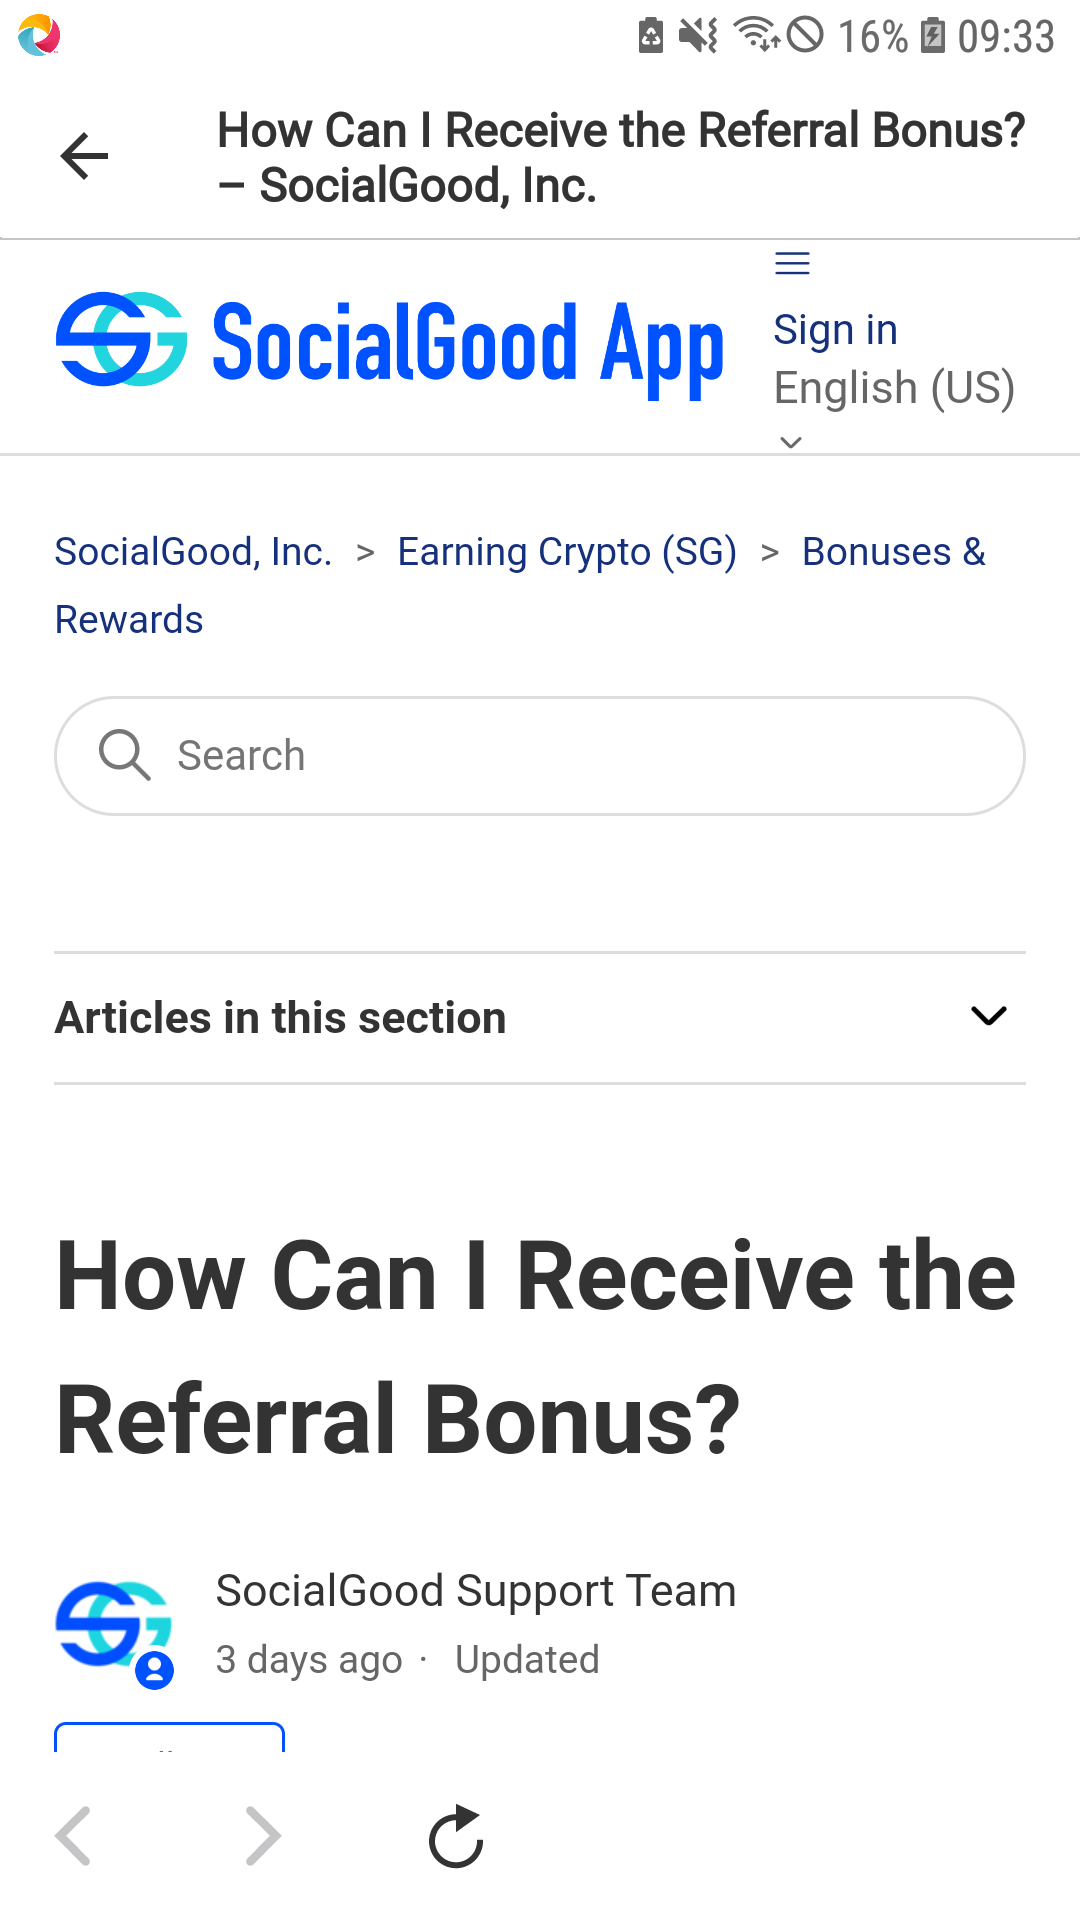 16% 09:33
How Can I Receive the Referral Bonus?
– SocialGood, Inc.
SocialGood App
Sign in
English (US)
SocialGood, Inc. > Earning Crypto (SG) > Bonuses &
Rewards
Search
Articles in this section
How Can I Receive the
Referral Bonus?
SocialGood Support Team
3 days ago · Updated